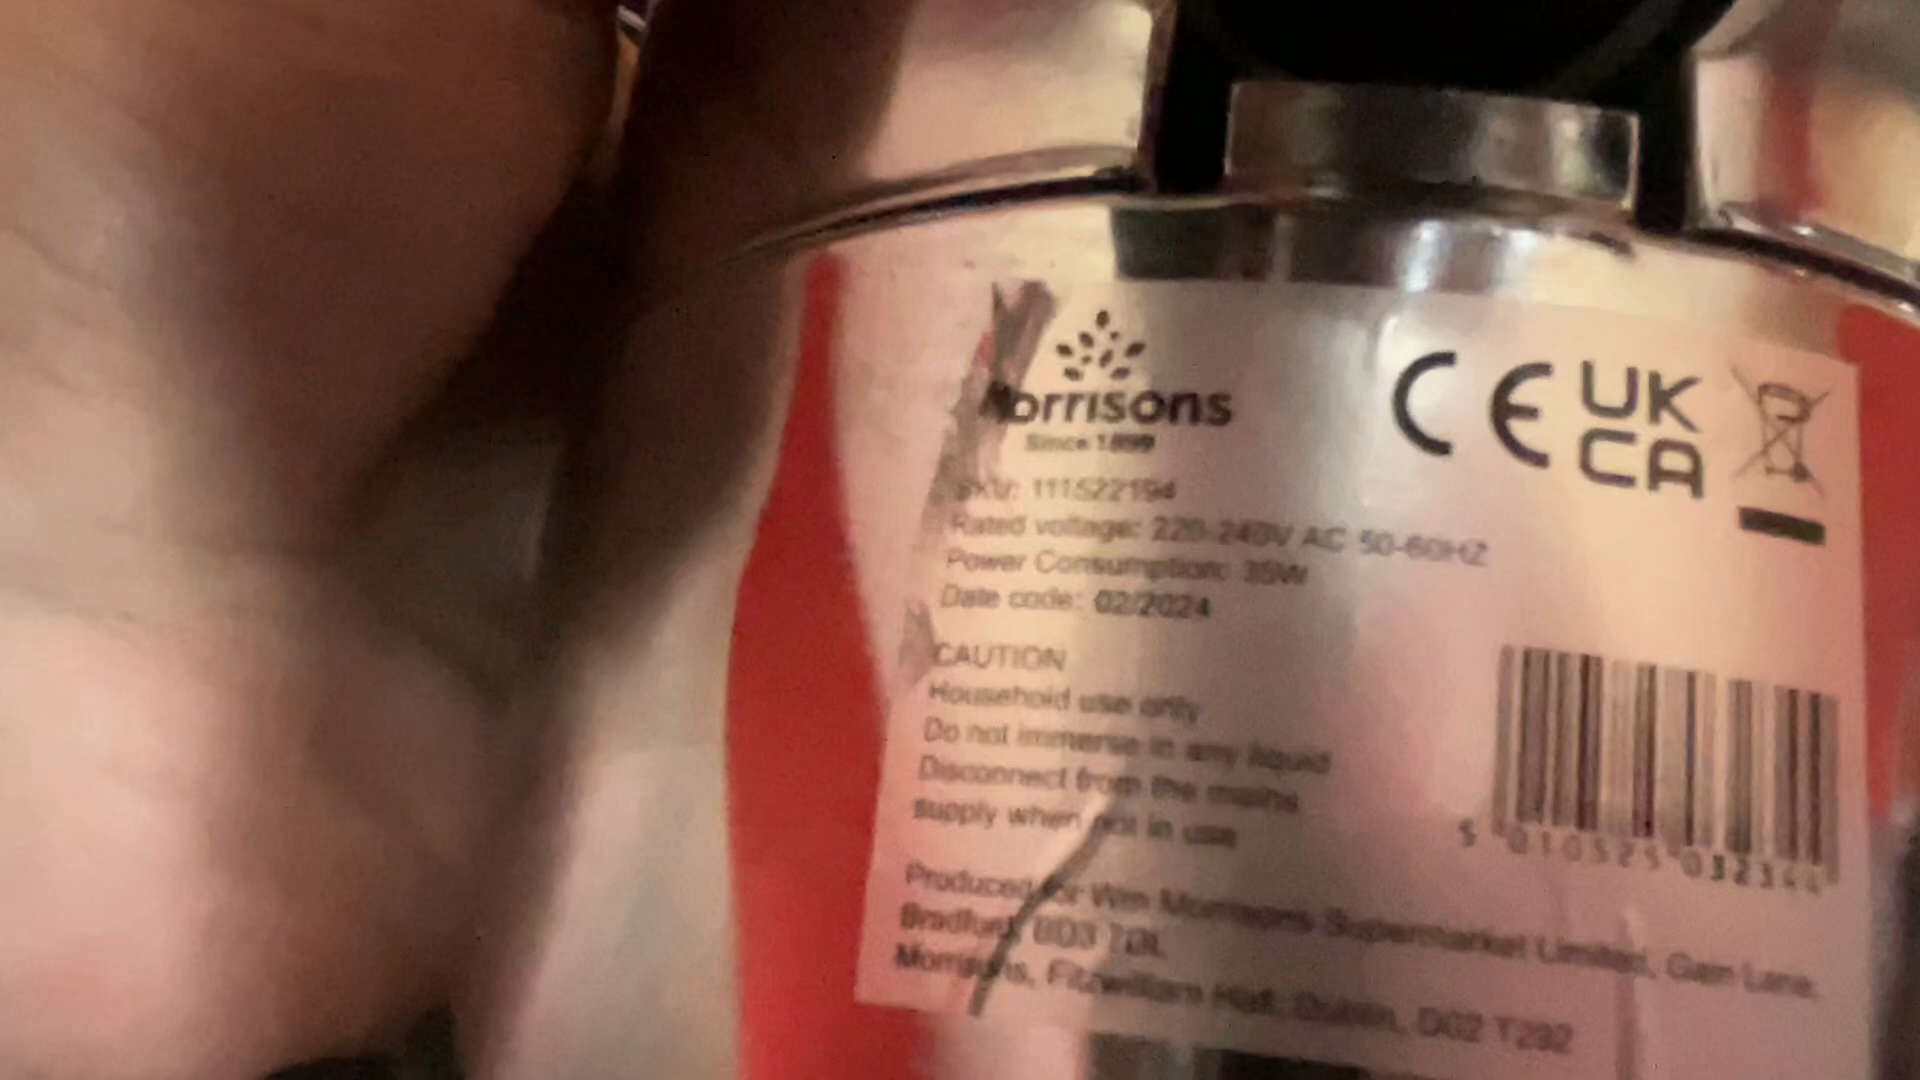 Morrisons
Since 1899
CE UK CA
SKU: 111522194
Rated voltage: 220-240V AC 50-60HZ
Power Consumption: 35W
Date code: 02/2024
CAUTION
Household use only
Do not immerse in any liquid
Disconnect from the mains
supply when not in use
5 010525 032344
Produced for Wm Morrisons Supermarket Limited, Gain Lane,
Bradford, BD3 7DL
Morrisons, Fitzwilliam Hall, Dublin, D02 T292